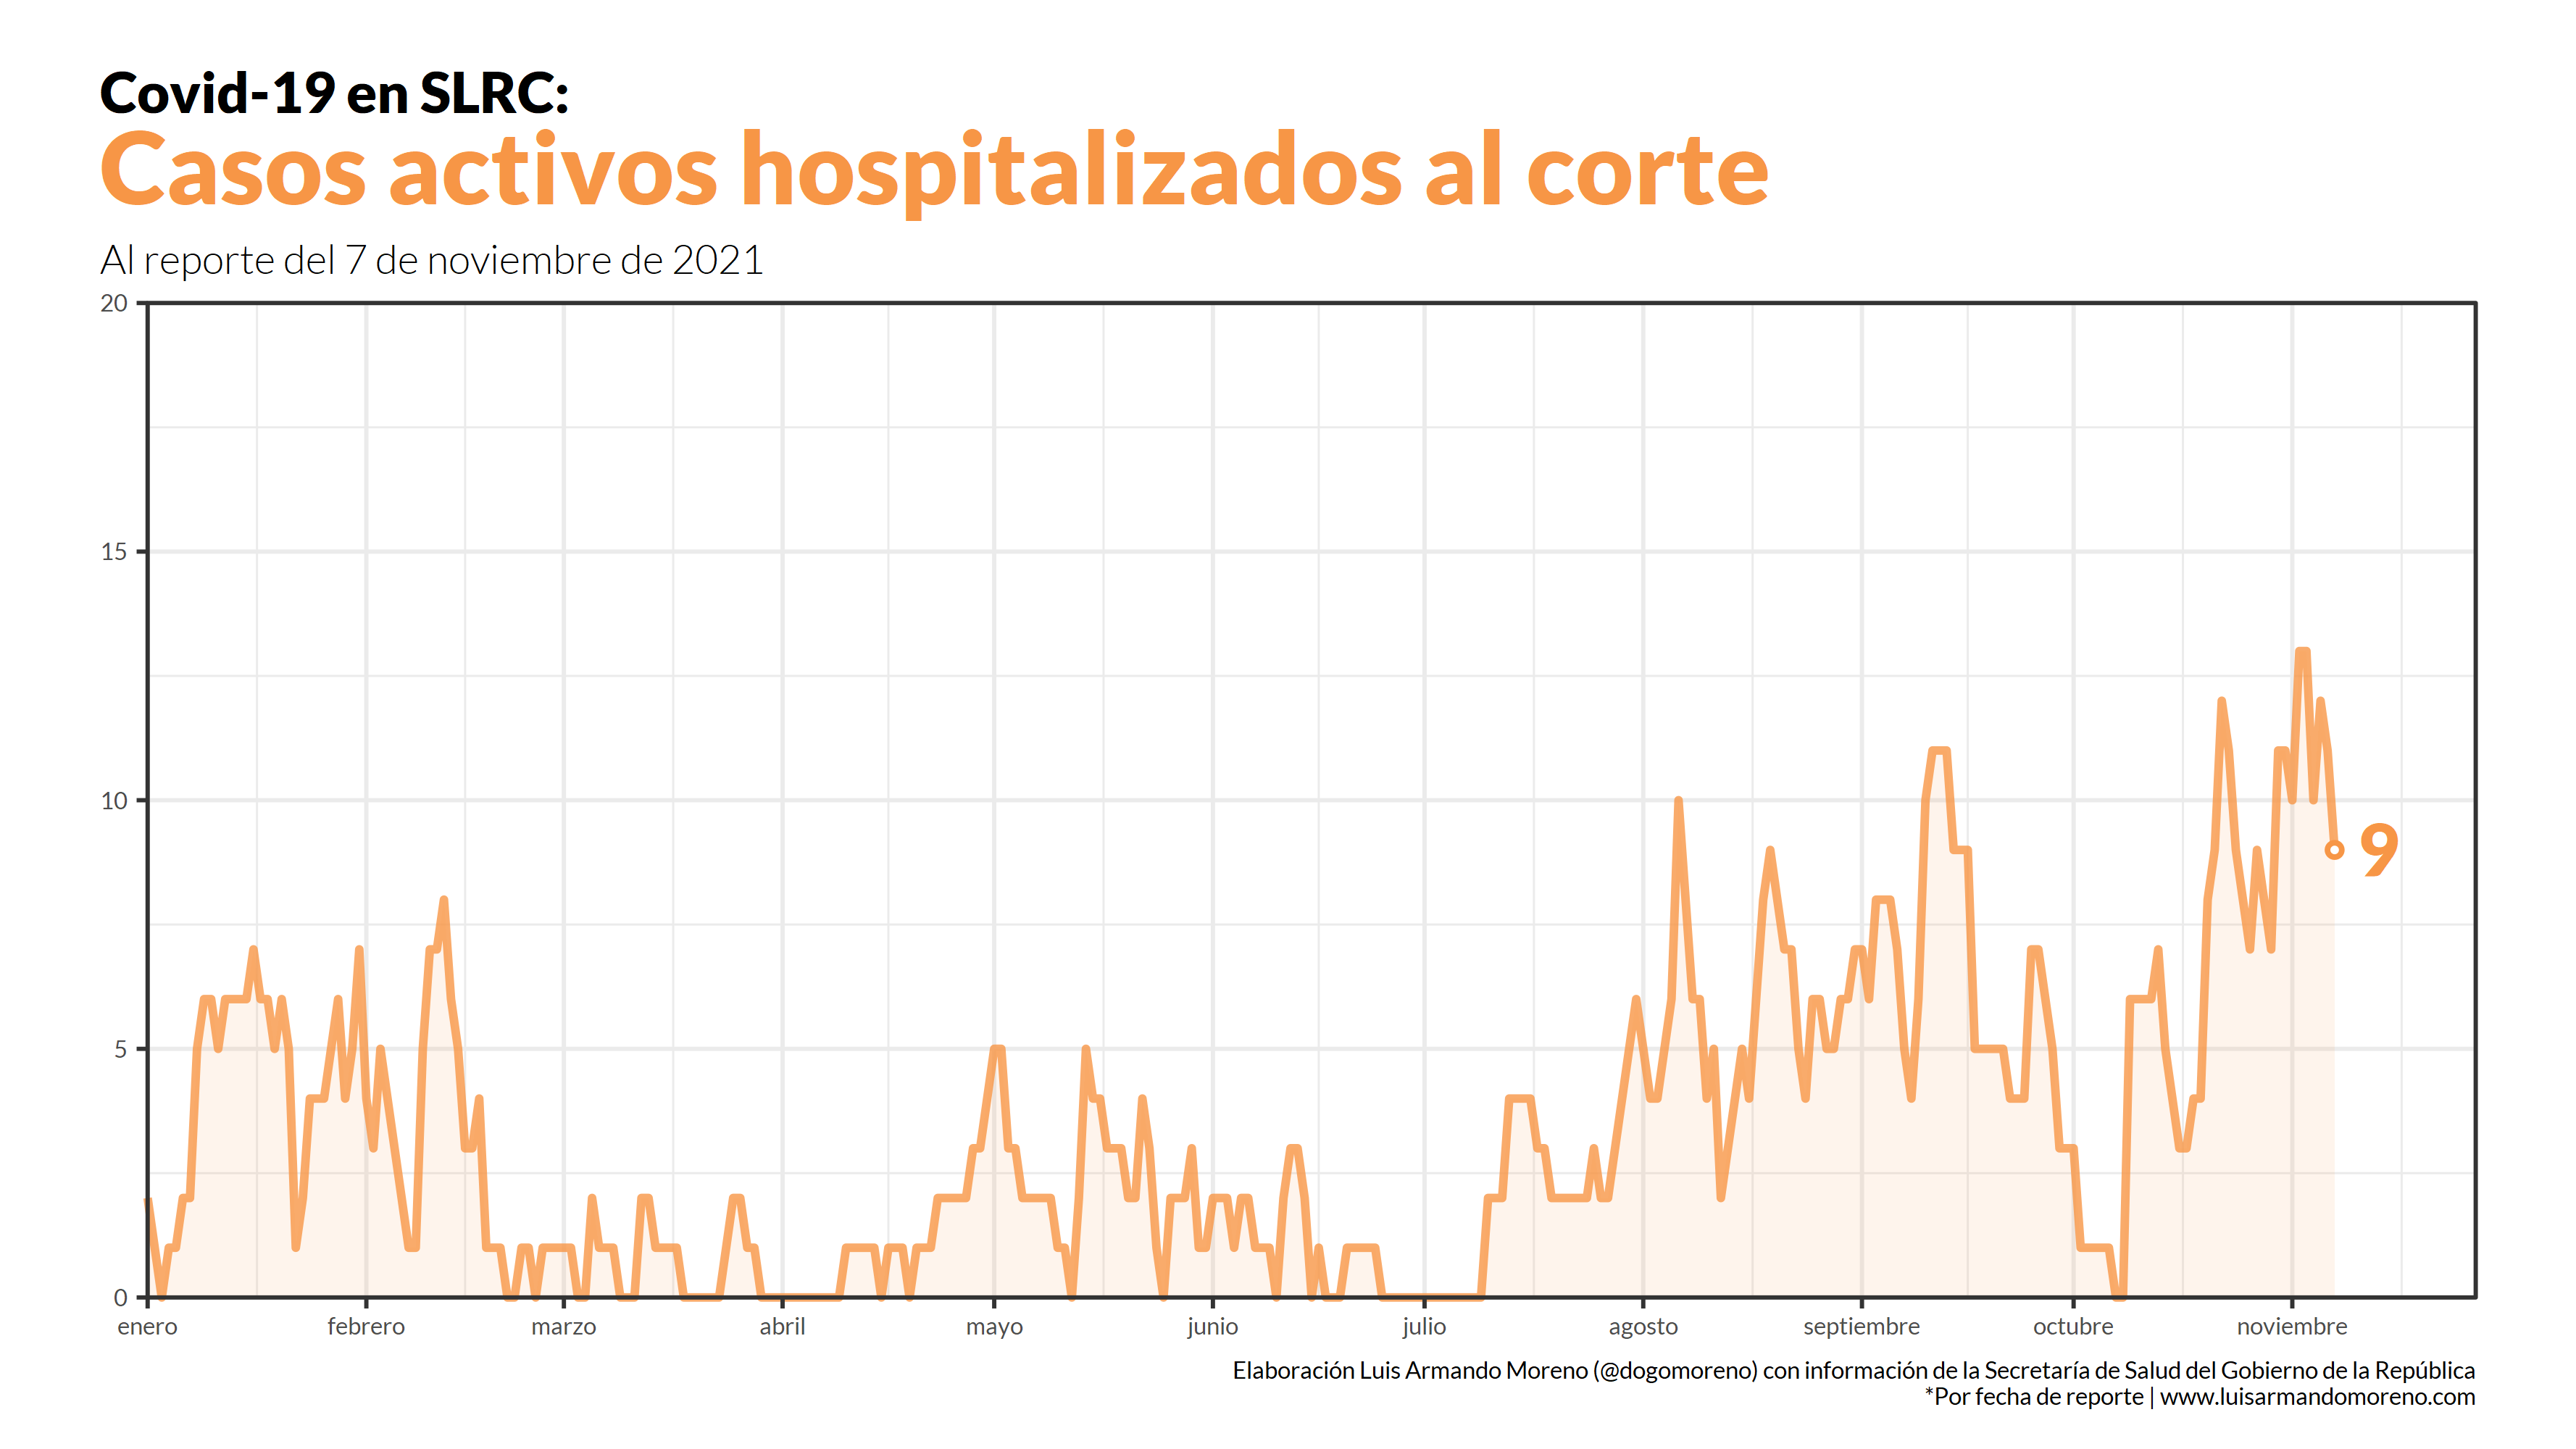 Covid-19 en SLRC:
Casos activos hospitalizados al corte
Al reporte del 7 de noviembre de 2021
20
15
10
5
0
9
enero febrero marzo abril mayo junio julio agosto septiembre octubre noviembre
Elaboración Luis Armando Moreno (@dogomoreno) con información de la Secretaría de Salud del Gobierno de la República
*Por fecha de reporte | www.luisarmandomoreno.com